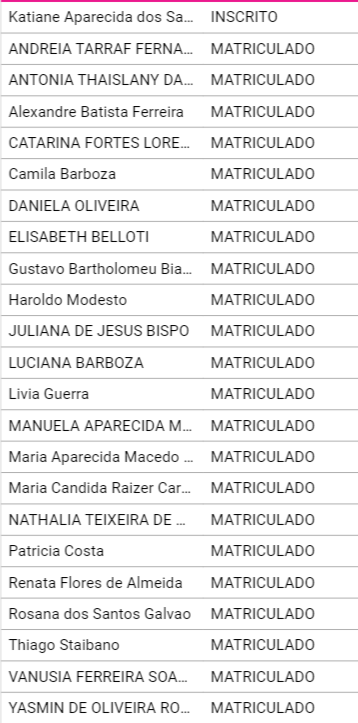 Katiane Aparecida dos Sa... INSCRITO
ANDREIA TARRAF FERNA... MATRICULADO
ANTONIA THAISLANY DA... MATRICULADO
Alexandre Batista Ferreira MATRICULADO
CATARINA FORTES LORE... MATRICULADO
Camila Barboza MATRICULADO
DANIELA OLIVEIRA MATRICULADO
ELISABETH BELLOTI MATRICULADO
Gustavo Bartholomeu Bia... MATRICULADO
Haroldo Modesto MATRICULADO
JULIANA DE JESUS BISPO MATRICULADO
LUCIANA BARBOZA MATRICULADO
Livia Guerra MATRICULADO
MANUELA APARECIDA M... MATRICULADO
Maria Aparecida Macedo ... MATRICULADO
Maria Candida Raizer Car... MATRICULADO
NATHALIA TEIXEIRA DE ... MATRICULADO
Patricia Costa MATRICULADO
Renata Flores de Almeida MATRICULADO
Rosana dos Santos Galvao MATRICULADO
Thiago Staibano MATRICULADO
VANUSIA FERREIRA SOA... MATRICULADO
YASMIN DE OLIVEIRA RO... MATRICULADO